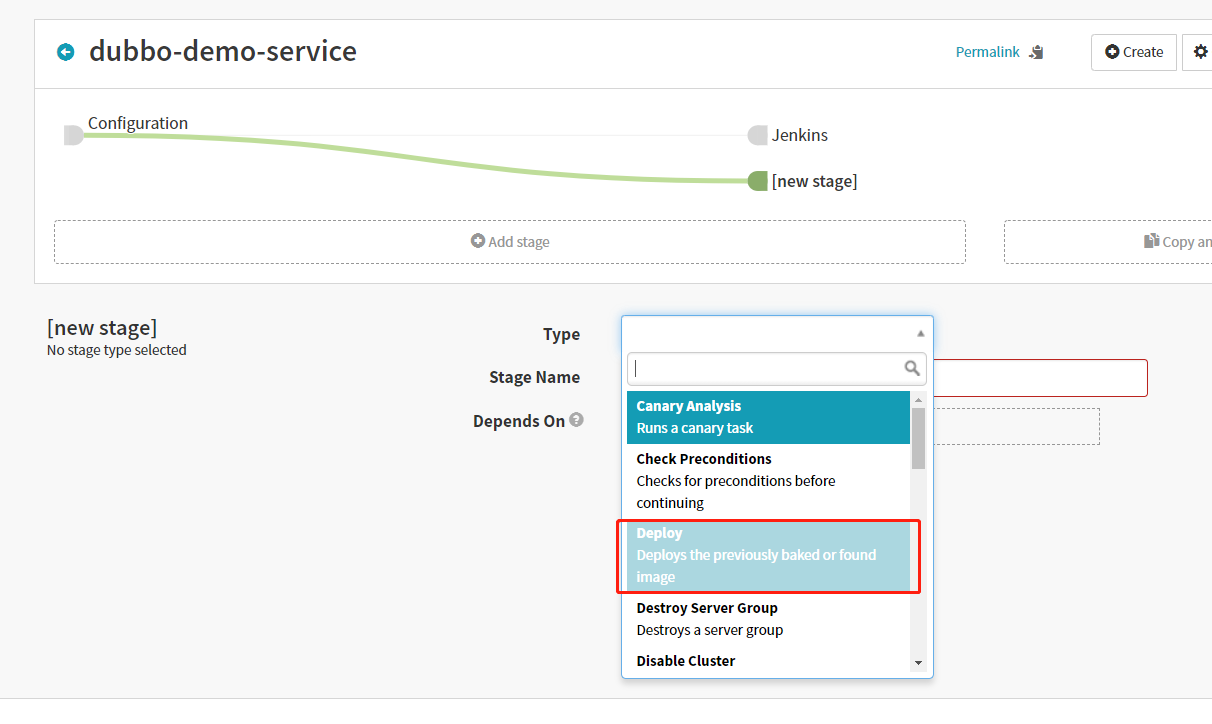 dubbo-demo-service
Permalink
Create
Configuration
Jenkins
[new stage]
Add stage
Copy an
[new stage]
No stage type selected
Type
Stage Name
Depends On
Canary Analysis
Runs a canary task
Check Preconditions
Checks for preconditions before
continuing
Deploy
Deploys the previously baked or found
image
Destroy Server Group
Destroys a server group
Disable Cluster